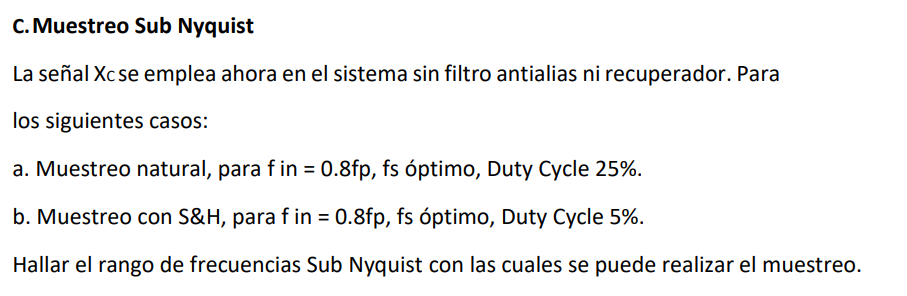 C. Muestreo Sub Nyquist
La señal Xc se emplea ahora en el sistema sin filtro antialias ni recuperador. Para
los siguientes casos:
a. Muestreo natural, para f in = 0.8fp, fs óptimo, Duty Cycle 25%.
b. Muestreo con S&H, para f in = 0.8fp, fs óptimo, Duty Cycle 5%.
Hallar el rango de frecuencias Sub Nyquist con las cuales se puede realizar el muestreo.